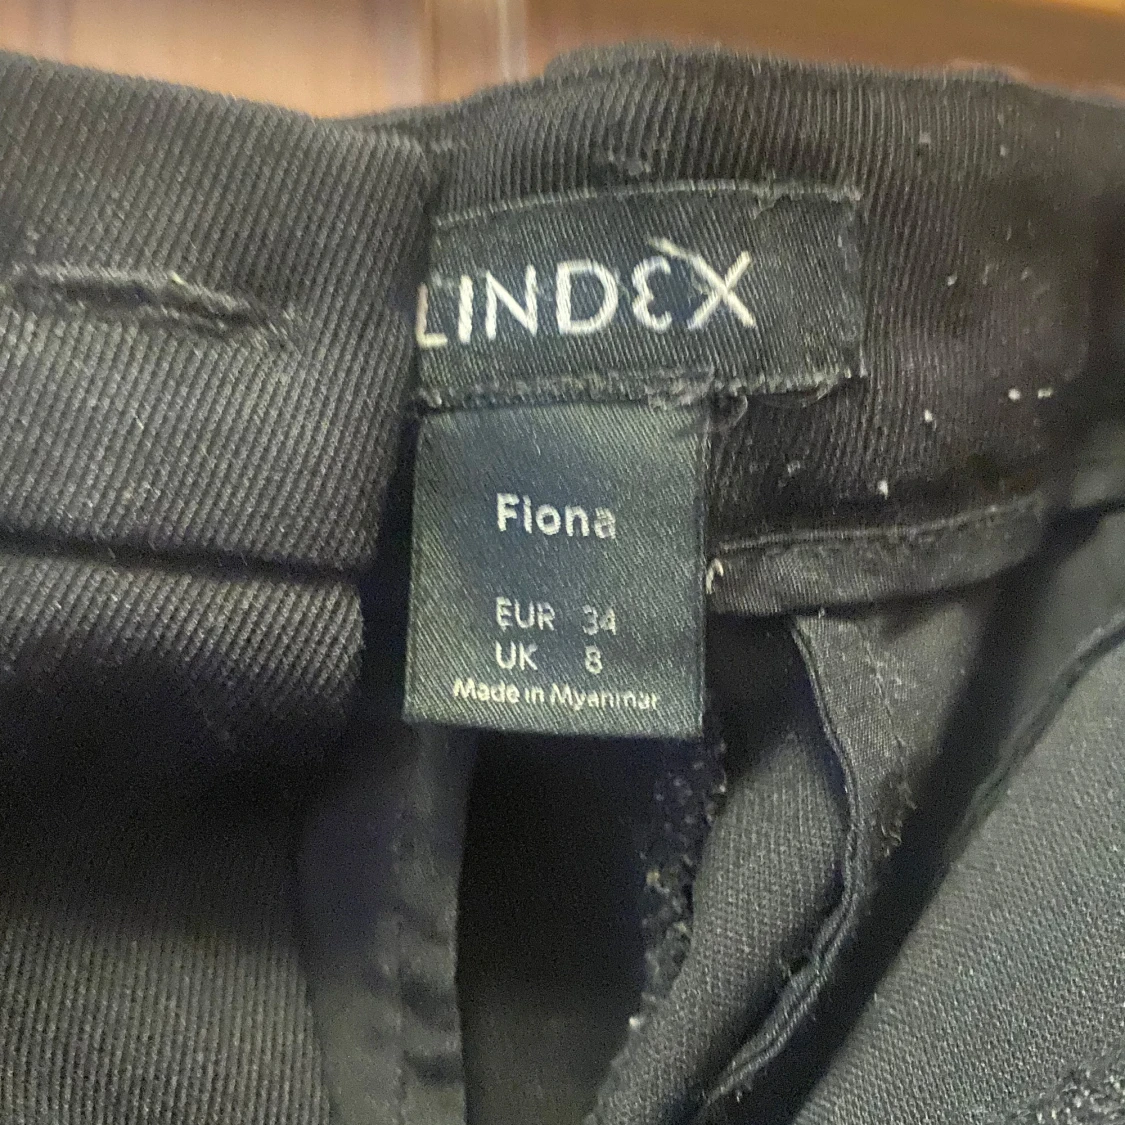 LINDEX
Fiona
EUR 34
UK 8
Made in Myanmar